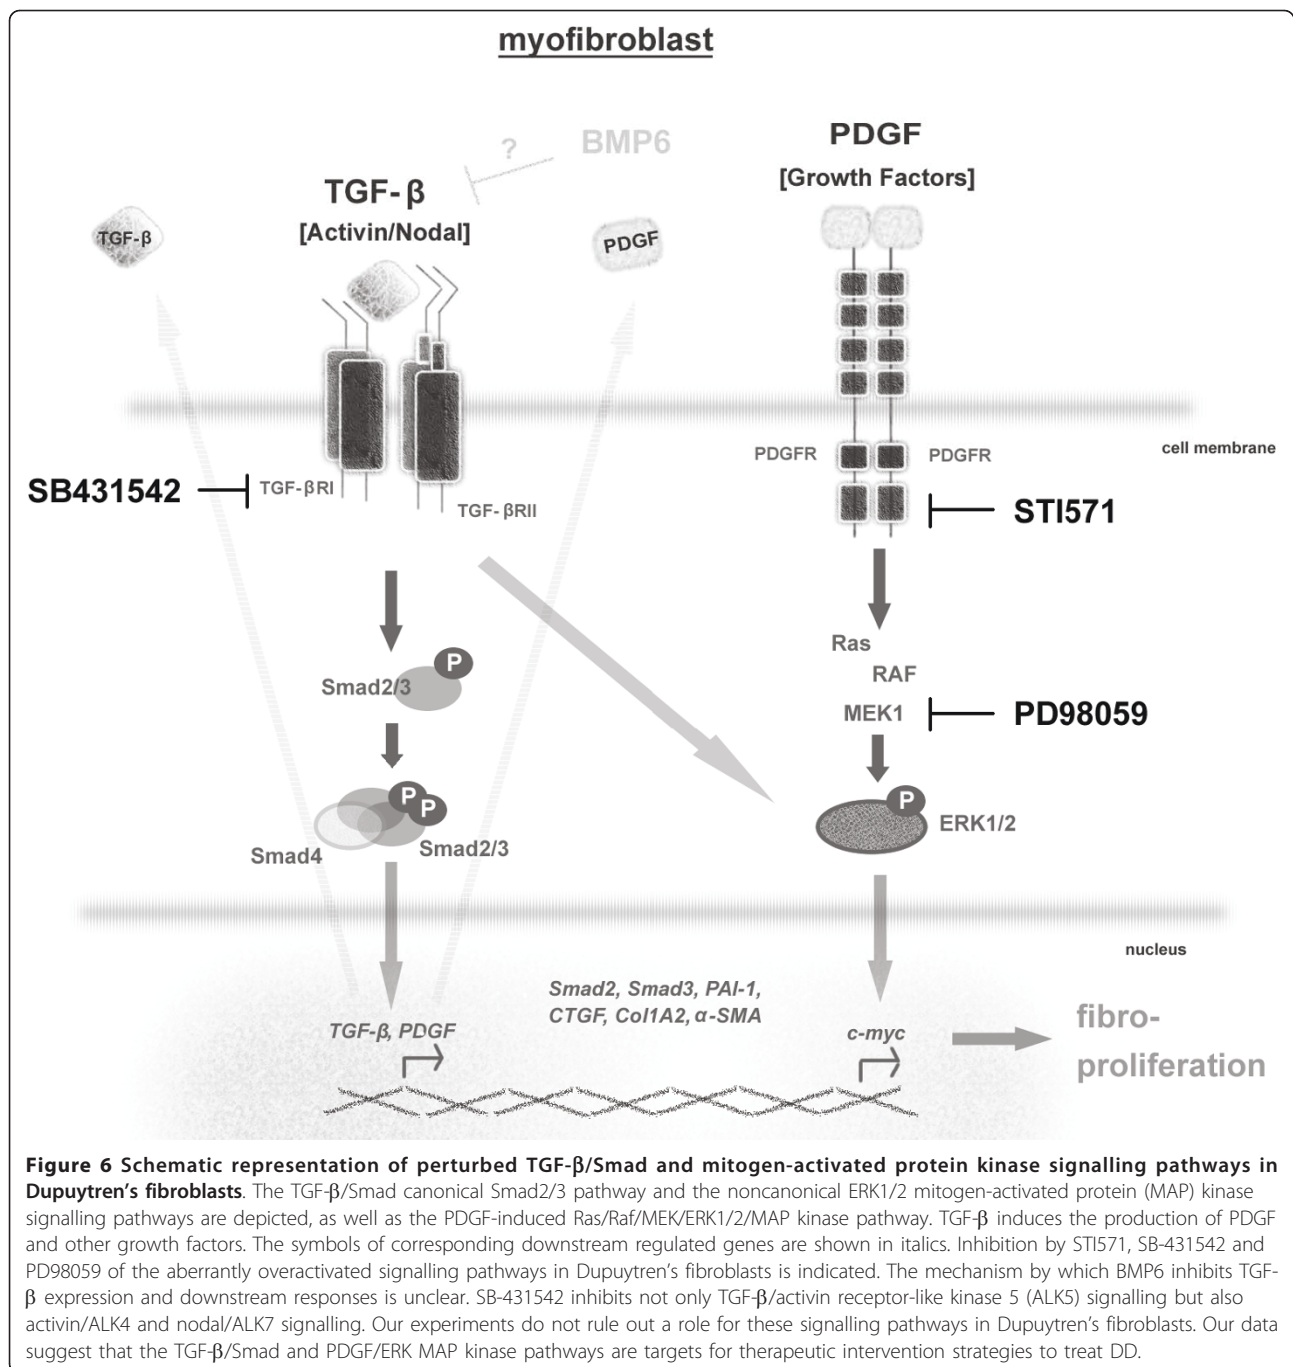 myofibroblast
BMP6
?
PDGF
[Growth Factors]
TGF-β
[Activin/Nodal]
TGF-β
PDGF
cell membrane
PDGFR
PDGFR
SB431542
TGF-βRI
TGF-βRII
STI571
Ras
RAF
MEK1
PD98059
P
Smad2/3
P
P
Smad4
Smad2/3
P
ERK1/2
nucleus
Smad2, Smad3, PAI-1,
CTGF, Col1A2, α-SMA
TGF-β, PDGF
c-myc
fibro-
proliferation
Figure 6 Schematic representation of perturbed TGF-β/Smad and mitogen-activated protein kinase signalling pathways in
Dupuytren's fibroblasts. The TGF-β/Smad canonical Smad2/3 pathway and the noncanonical ERK1/2 mitogen-activated protein (MAP) kinase
signalling pathways are depicted, as well as the PDGF-induced Ras/Raf/MEK/ERK1/2/MAP kinase pathway. TGF-β induces the production of PDGF
and other growth factors. The symbols of corresponding downstream regulated genes are shown in italics. Inhibition by STI571, SB-431542 and
PD98059 of the aberrantly overactivated signalling pathways in Dupuytren's fibroblasts is indicated. The mechanism by which BMP6 inhibits TGF-
β expression and downstream responses is unclear. SB-431542 inhibits not only TGF-β/activin receptor-like kinase 5 (ALK5) signalling but also
activin/ALK4 and nodal/ALK7 signalling. Our experiments do not rule out a role for these signalling pathways in Dupuytren's fibroblasts. Our data
suggest that the TGF-β/Smad and PDGF/ERK MAP kinase pathways are targets for therapeutic intervention strategies to treat DD.